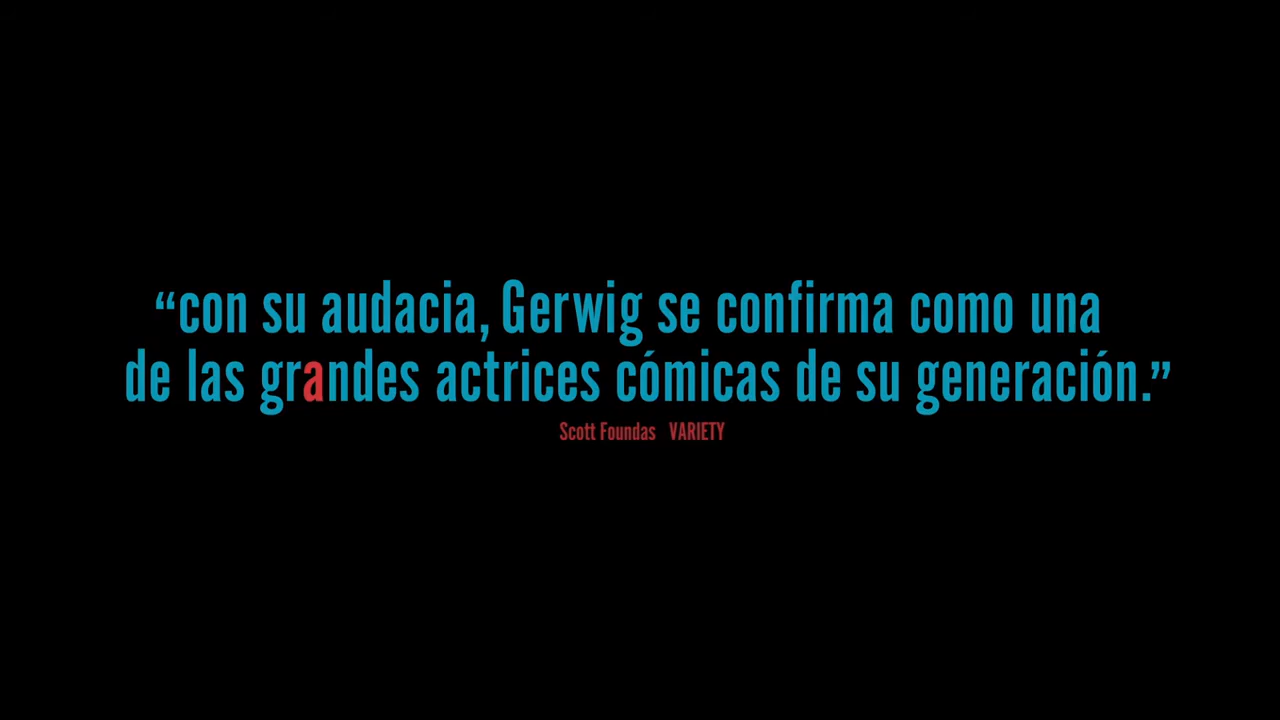 “con su audacia, Gerwig se confirma como una
de las grandes actrices cómicas de su generación.”
Scott Foundas VARIETY